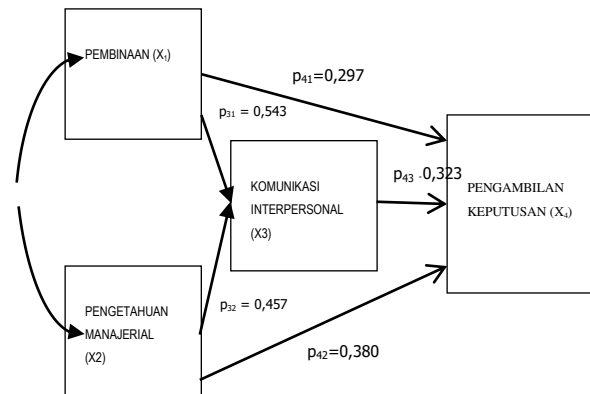 PEMBINAAN (X₁)
p₄₁=0,297
p₃₁ = 0,543
KOMUNIKASI
INTERPERSONAL
(X3)
p₄₃ -0,323
PENGAMBILAN
KEPUTUSAN (X₄)
PENGETAHUAN
MANAJERIAL
(X2)
p₃₂ = 0,457
p₄₂=0,380